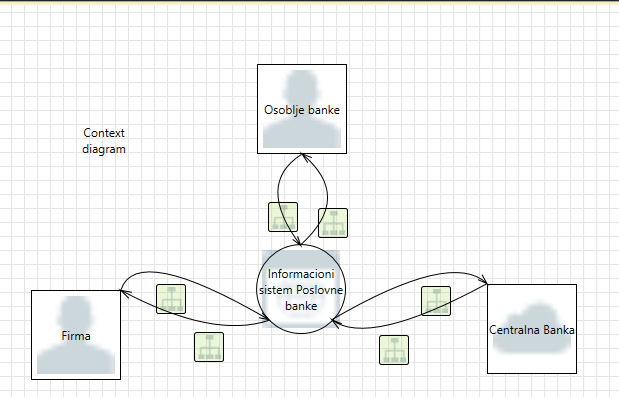 Osoblje banke
Context
diagram
Informacioni
sistem Poslovne
banke
Firma
Centralna Banka